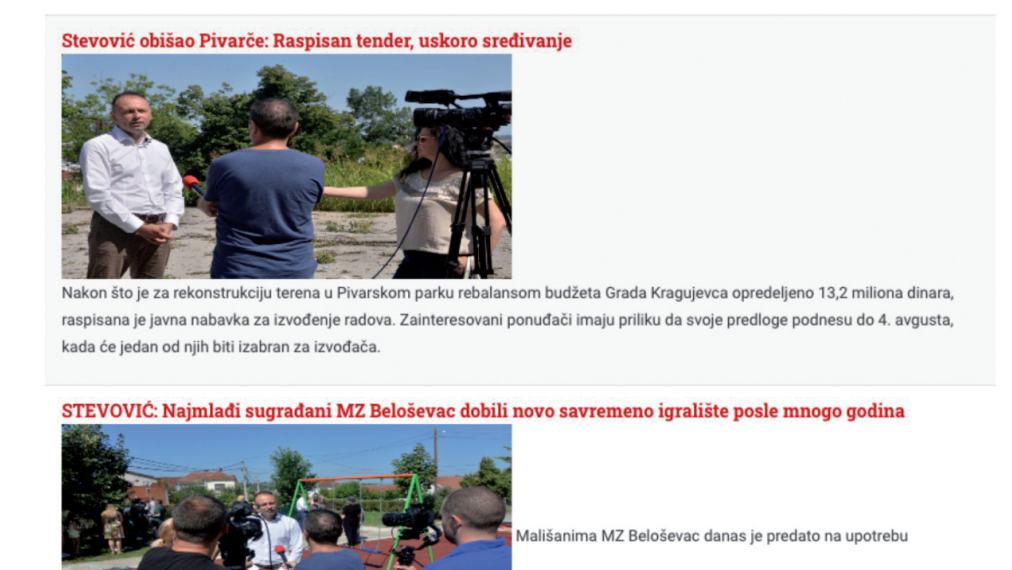 Stevović obišao Pivarče: Raspisan tender, uskoro sređivanje
Nakon što je za rekonstrukciju terena u Pivarskom parku rebalansom budžeta Grada Kragujevca opredeljeno 13,2 miliona dinara,
raspisana je javna nabavka za izvođenje radova. Zainteresovani ponuđači imaju priliku da svoje predloge podnesu do 4. avgusta,
kada će jedan od njih biti izabran za izvođača.
STEVOVIĆ: Najmlađi sugrađani MZ Beloševac dobili novo savremeno igralište posle mnogo godina
Mališanima MZ Beloševac danas je predato na upotrebu